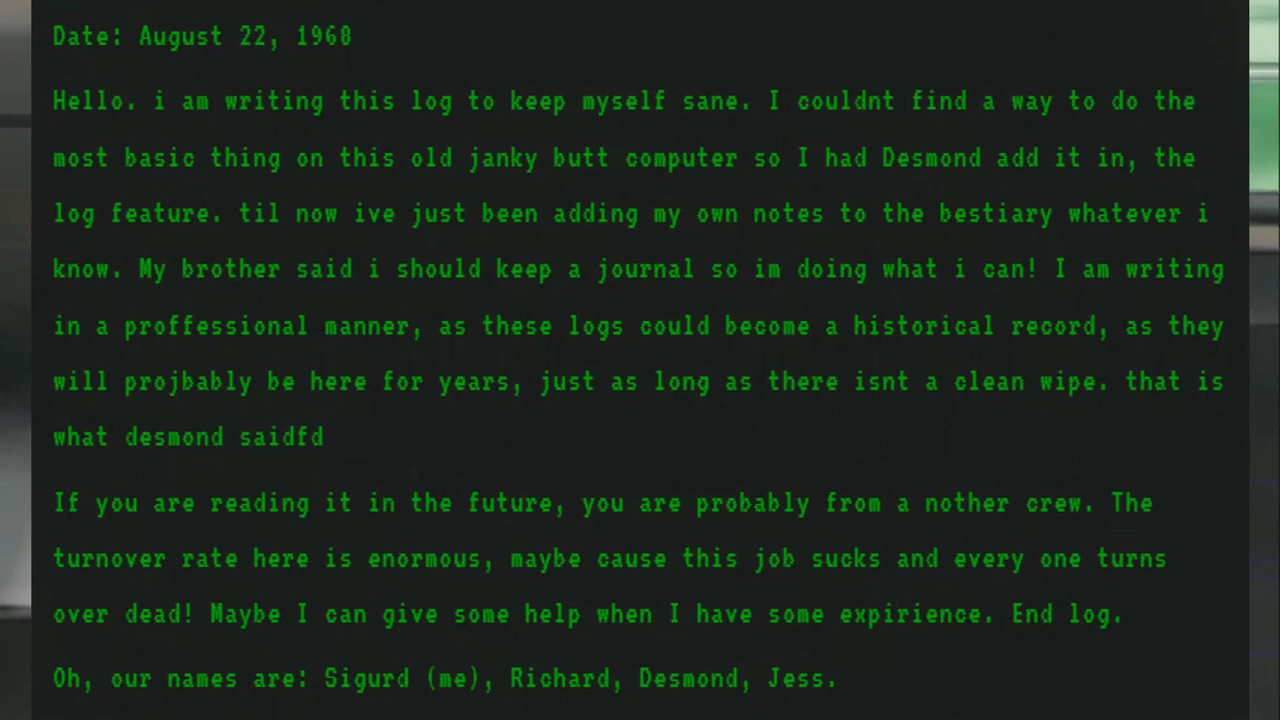 Date: August 22, 1968
Hello. i am writing this log to keep myself sane. I couldnt find a way to do the
most basic thing on this old janky butt computer so I had Desmond add it in, the
log feature. til now ive just been adding my own notes to the bestiary whatever i
know. My brother said i should keep a journal so im doing what i can! I am writing
in a proffessional manner, as these logs could become a historical record, as they
will projbably be here for years, just as long as there isnt a clean wipe. that is
what desmond saidfd
If you are reading it in the future, you are probably from a nother crew. The
turnover rate here is enormous, maybe cause this job sucks and every one turns
over dead! Maybe I can give some help when I have some expirience. End log.
Oh, our names are: Sigurd (me), Richard, Desmond, Jess.